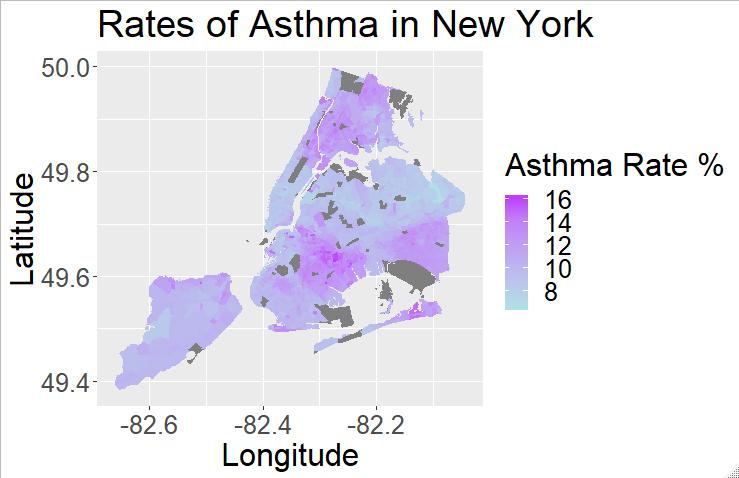 Rates of Asthma in New York
50.0
49.8
49.6
49.4
Latitude
-82.6 -82.4 -82.2
Longitude
Asthma Rate %
16
14
12
10
8